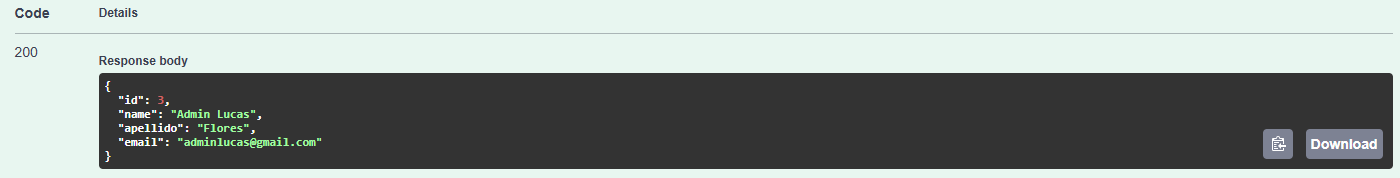 Code Details
200
Response body
{
  "id": 3,
  "name": "Admin Lucas",
  "apellido": "Flores",
  "email": "adminlucas@gmail.com"
}
Download